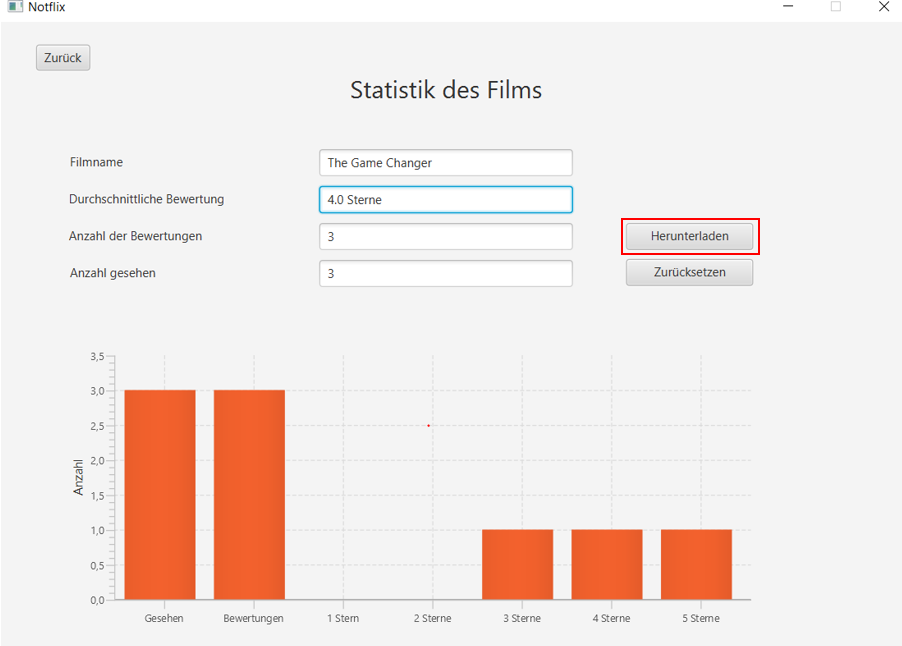 Notflix
Zurück
Statistik des Films
Filmname
The Game Changer
Durchschnittliche Bewertung
4.0 Sterne
Anzahl der Bewertungen
3
Herunterladen
Anzahl gesehen
3
Zurücksetzen
3,5
3,0
2,5
2,0
1,5
1,0
0,5
0,0
Anzahl
Gesehen
Bewertungen
1 Stern
2 Sterne
3 Sterne
4 Sterne
5 Sterne